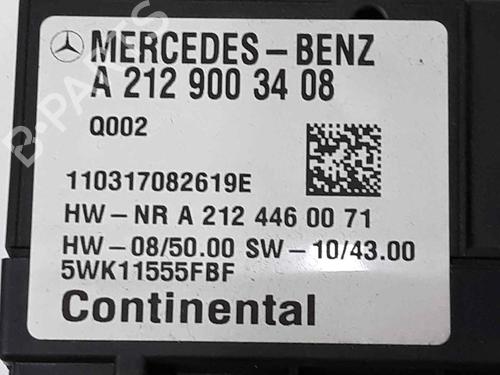 MERCEDES-BENZ
A 212 900 34 08
Q002
110317082619E
HW-NR A 212 446 00 71
HW-08/50.00 SW-10/43.00
5WK11555FBF
Continental
B-PARTS